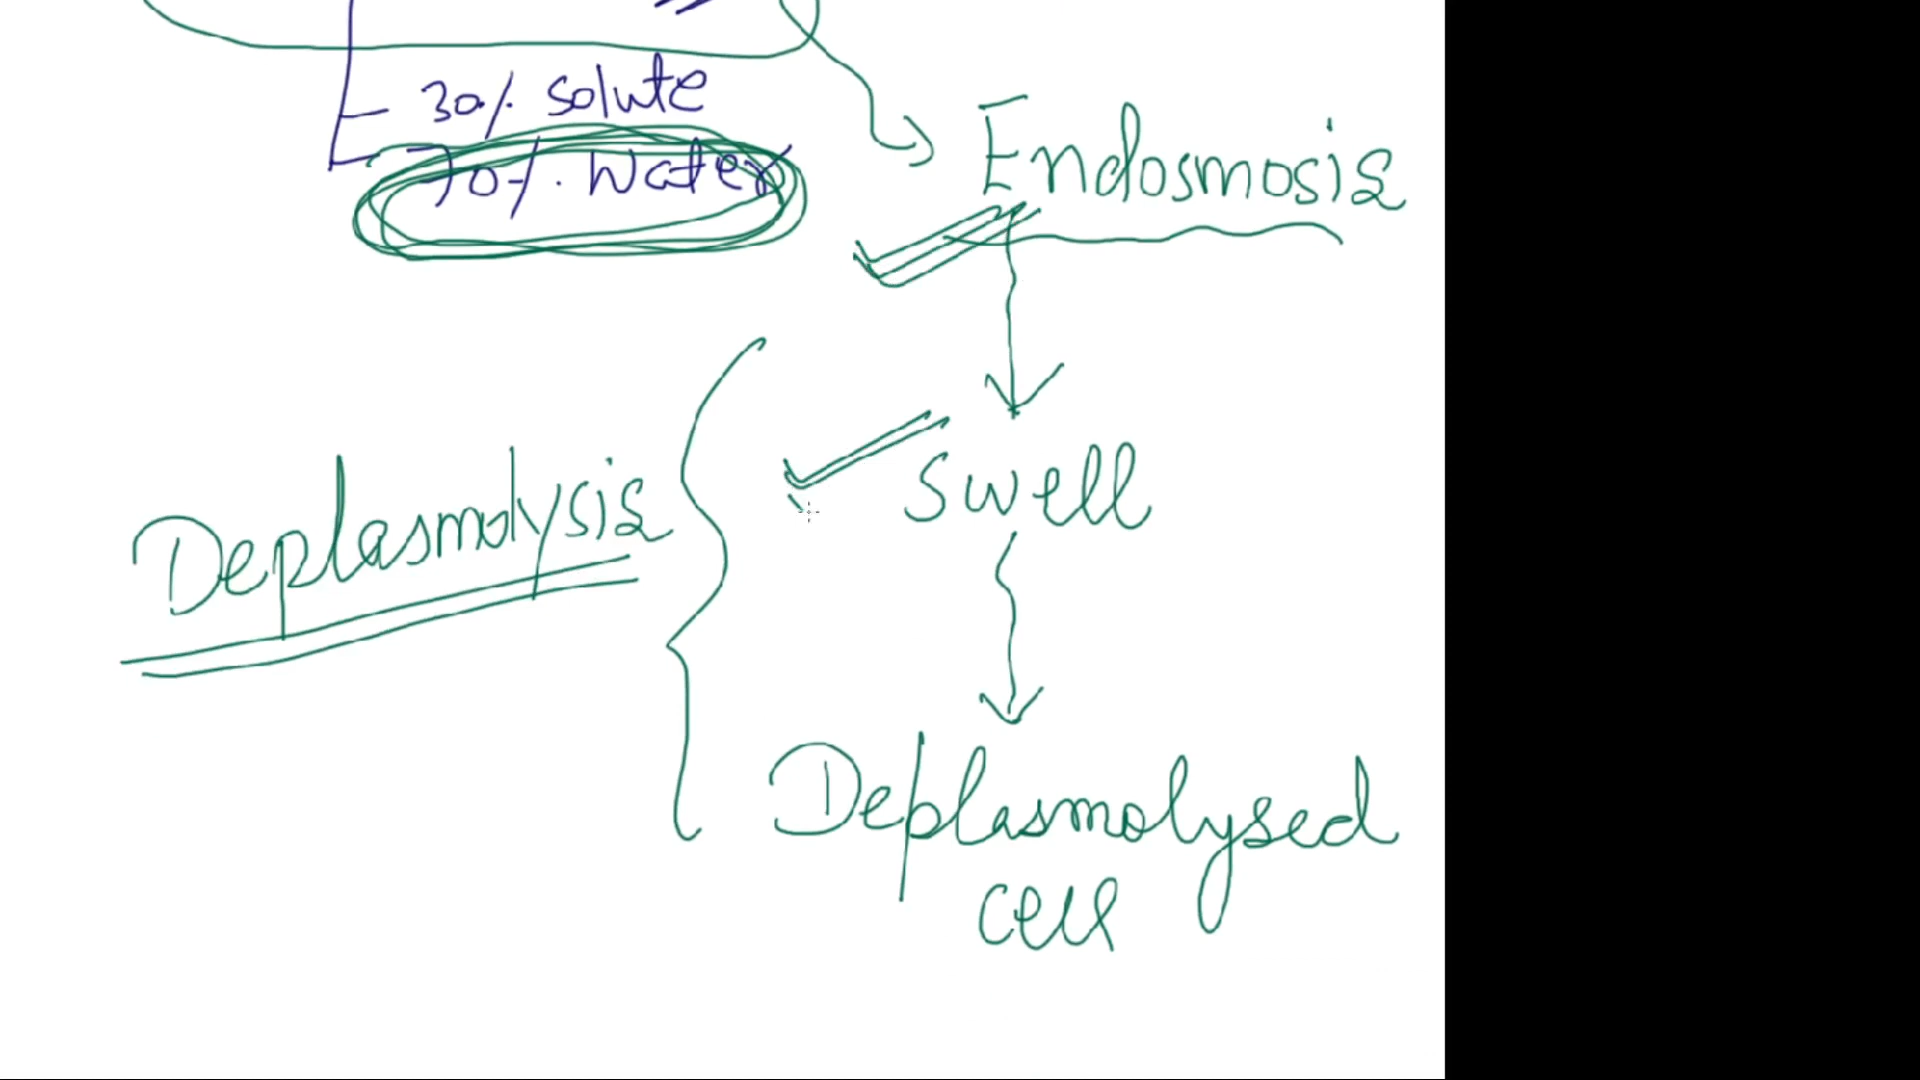 30% solute
70%. Water
Endosmosis
Swell
Deplasmolysis
Deplasmolysed
cell